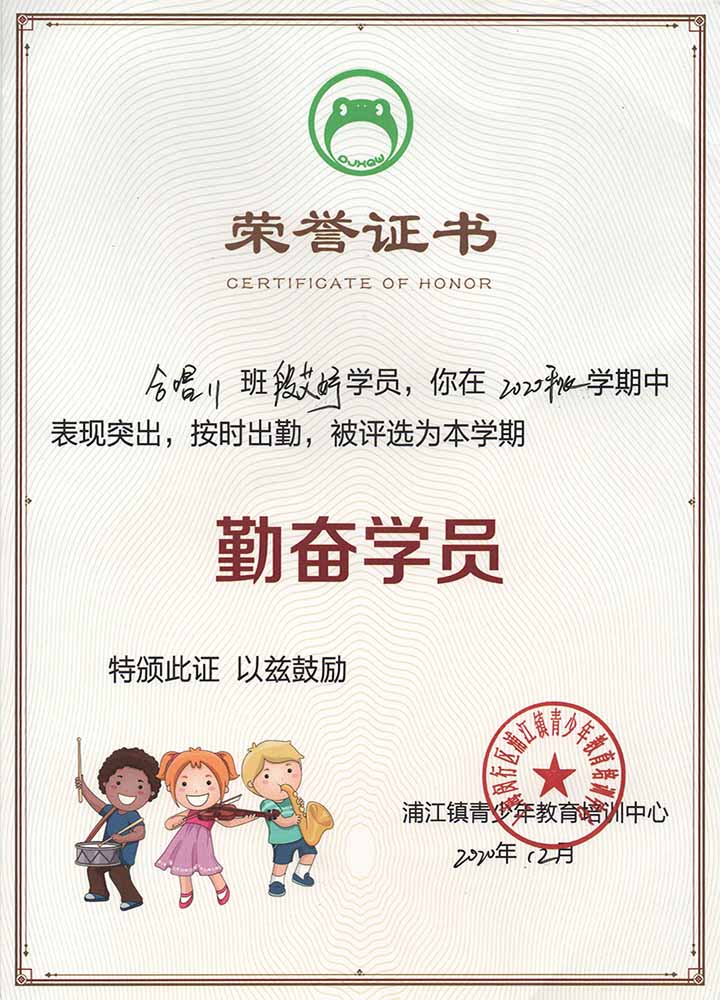 DJHQW
荣誉证书
CERTIFICATE OF HONOR
合唱11 班段艾婷学员，你在 2020秋学期中
表现突出，按时出勤，被评选为本学期
勤奋学员
特颁此证 以兹鼓励
上海闵行区浦江镇青少年教育培训中心
浦江镇青少年教育培训中心
2020年12月